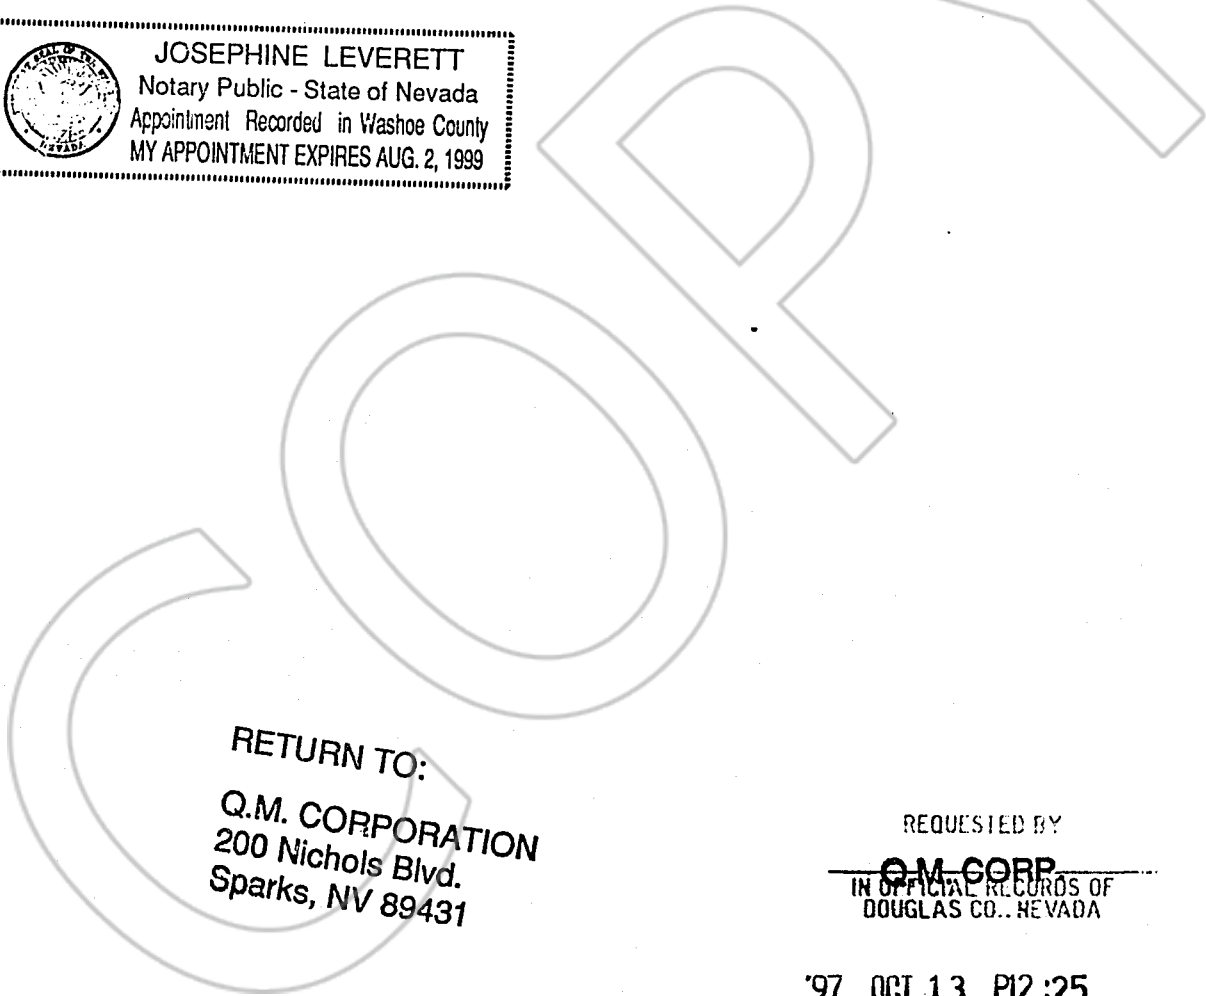 JOSEPHINE LEVERETT
Notary Public - State of Nevada
Appointment Recorded in Washoe County
MY APPOINTMENT EXPIRES AUG. 2, 1999
NEVADA
COPY
RETURN TO:
Q.M. CORPORATION
200 Nichols Blvd.
Sparks, NV 89431
REQUESTED BY
Q.M. CORP.
IN OFFICIAL RECORDS OF
DOUGLAS CO., NEVADA
'97 OCT 13 P12:25